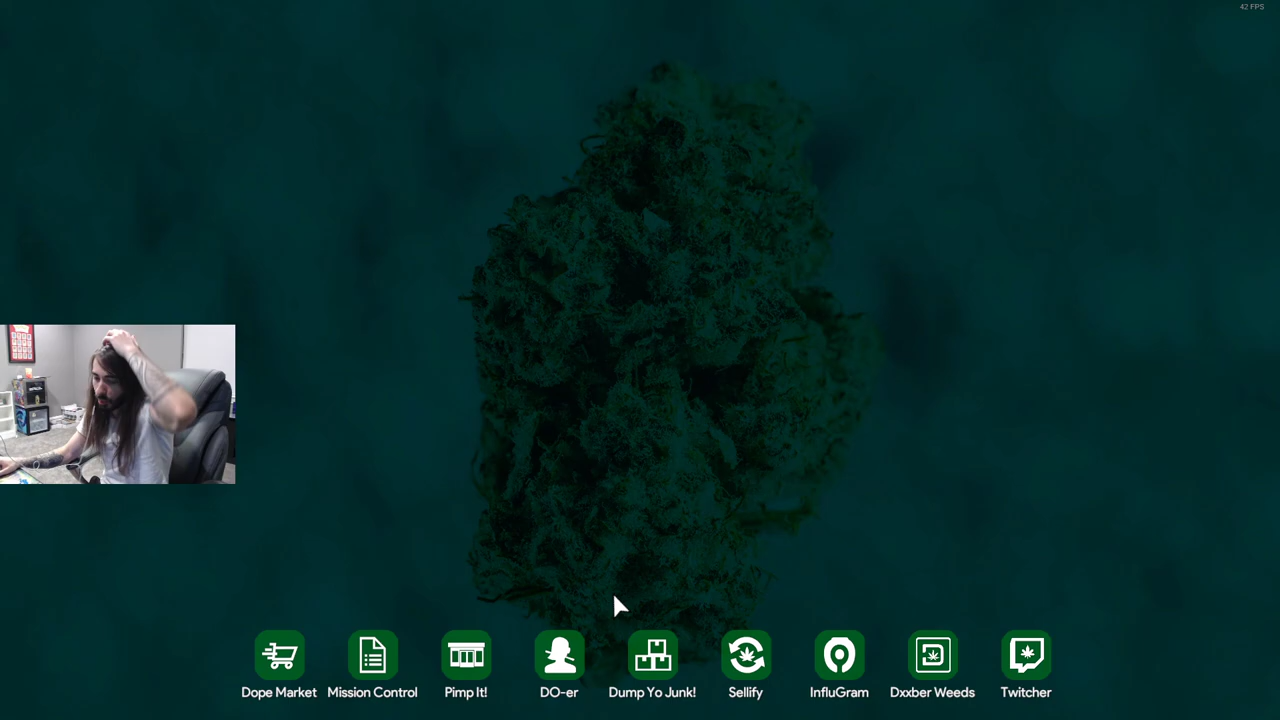 42 FPS
Dope Market
Mission Control
Pimp It!
DO-er
Dump Yo Junk!
Sellify
InfluGram
Dxxber Weeds
Twitcher